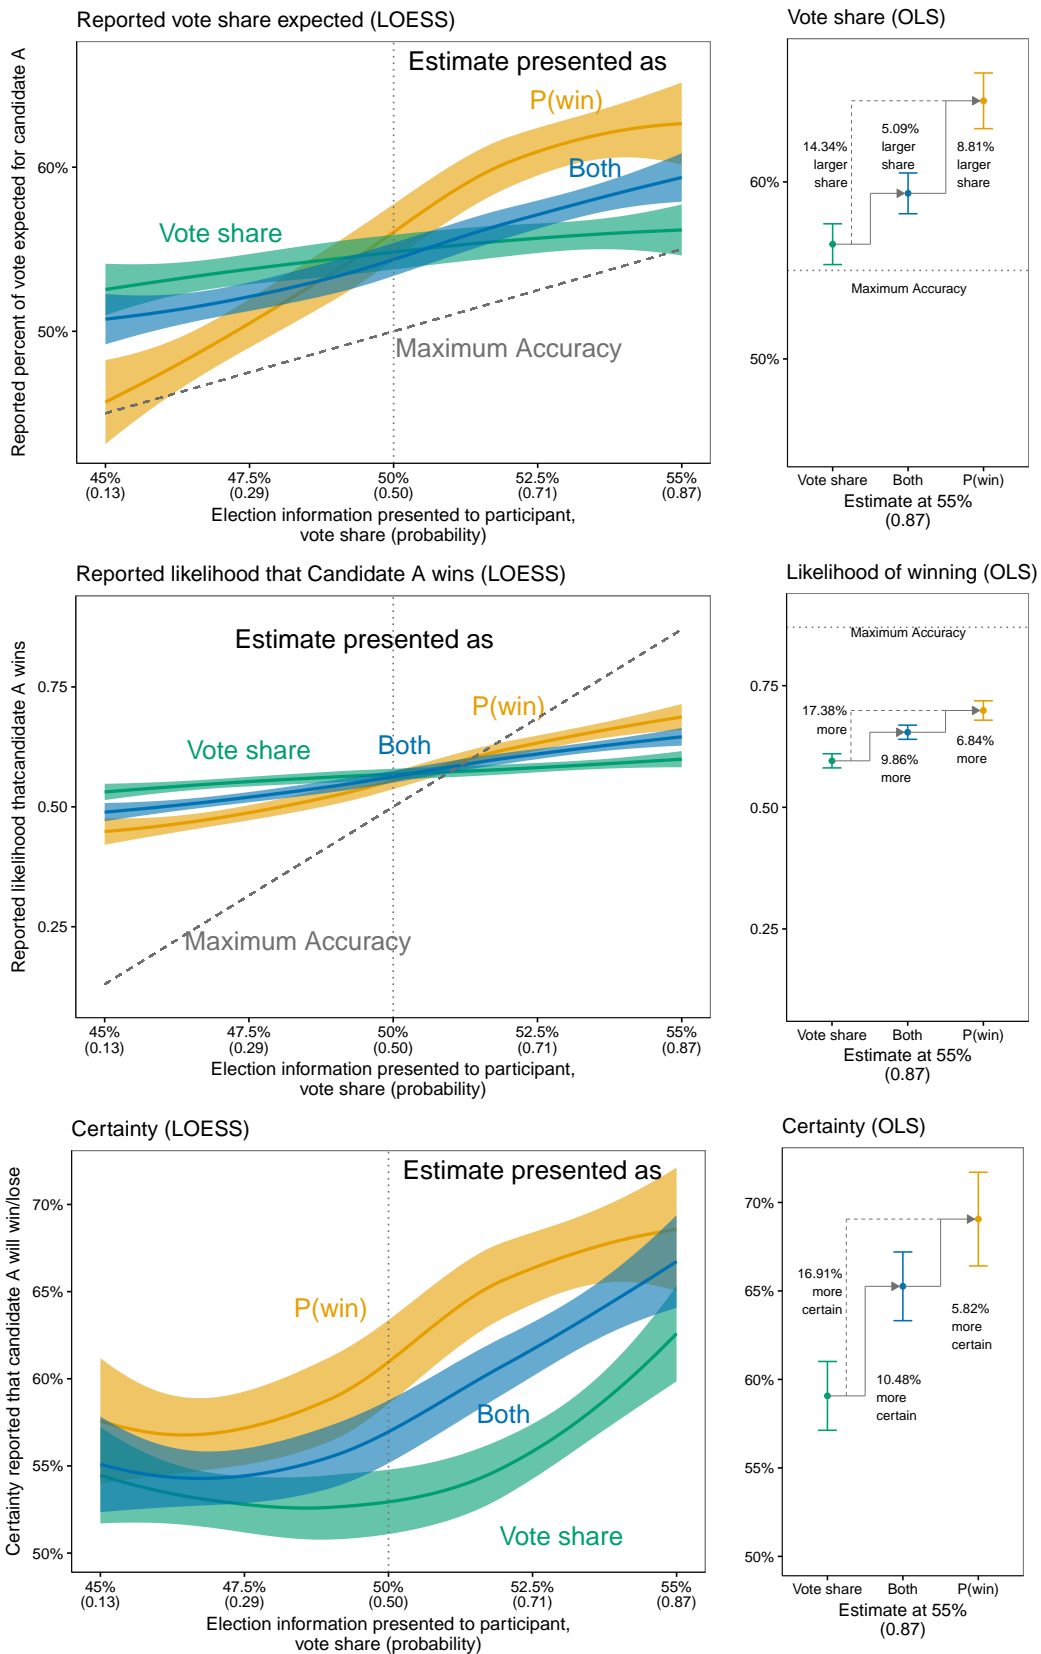 Reported vote share expected (LOESS)
Reported percent of vote expected for candidate A
60%
50%
Estimate presented as
P(win)
Both
Vote share
Maximum Accuracy
45%
(0.13)
47.5%
(0.29)
50%
(0.50)
52.5%
(0.71)
55%
(0.87)
Election information presented to participant,
vote share (probability)
Vote share (OLS)
60%
50%
14.34%
larger
share
5.09%
larger
share
8.81%
larger
share
Maximum Accuracy
Vote share
Both
P(win)
Estimate at 55%
(0.87)
Reported likelihood that Candidate A wins (LOESS)
Reported likelihood thatcandidate A wins
0.75
0.50
0.25
Estimate presented as
P(win)
Both
Vote share
Maximum Accuracy
45%
(0.13)
47.5%
(0.29)
50%
(0.50)
52.5%
(0.71)
55%
(0.87)
Election information presented to participant,
vote share (probability)
Likelihood of winning (OLS)
Maximum Accuracy
0.75
0.50
0.25
17.38%
more
9.86%
more
6.84%
more
Vote share
Both
P(win)
Estimate at 55%
(0.87)
Certainty (LOESS)
Certainty reported that candidate A will win/lose
70%
65%
60%
55%
50%
Estimate presented as
P(win)
Both
Vote share
45%
(0.13)
47.5%
(0.29)
50%
(0.50)
52.5%
(0.71)
55%
(0.87)
Election information presented to participant,
vote share (probability)
Certainty (OLS)
70%
65%
60%
55%
50%
16.91%
more
certain
10.48%
more
certain
5.82%
more
certain
Vote share
Both
P(win)
Estimate at 55%
(0.87)